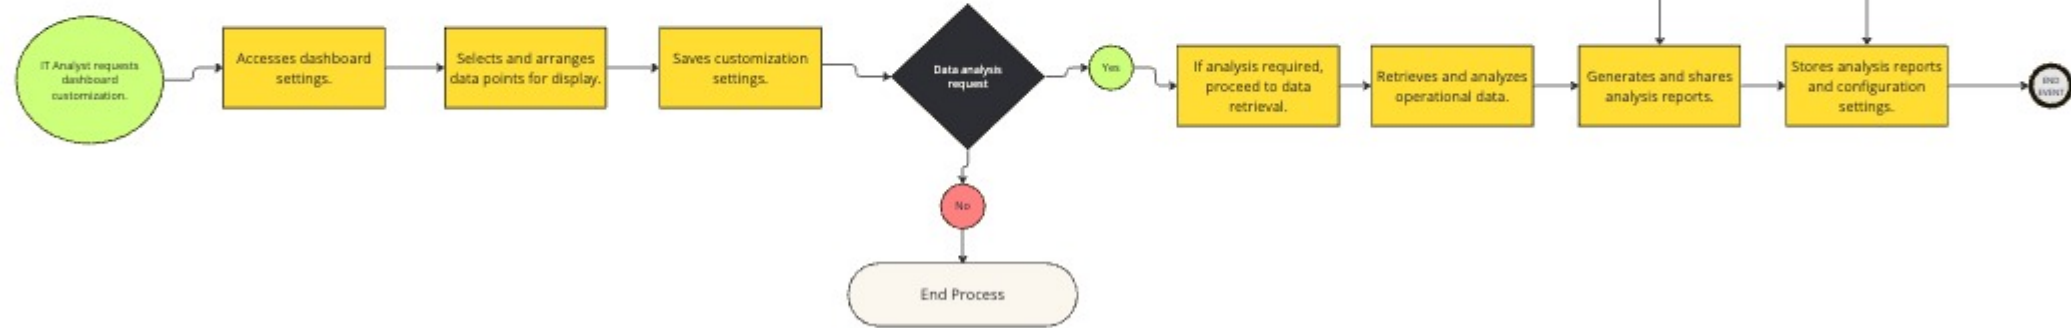 IT Analyst requests
dashboard
customization.
Accesses dashboard
settings.
Selects and arranges
data points for display.
Saves customization
settings.
Data analysis
request
Yes
If analysis required,
proceed to data
retrieval.
Retrieves and analyzes
operational data.
Generates and shares
analysis reports.
Stores analysis reports
and configuration
settings.
END
EVENT
No
End Process